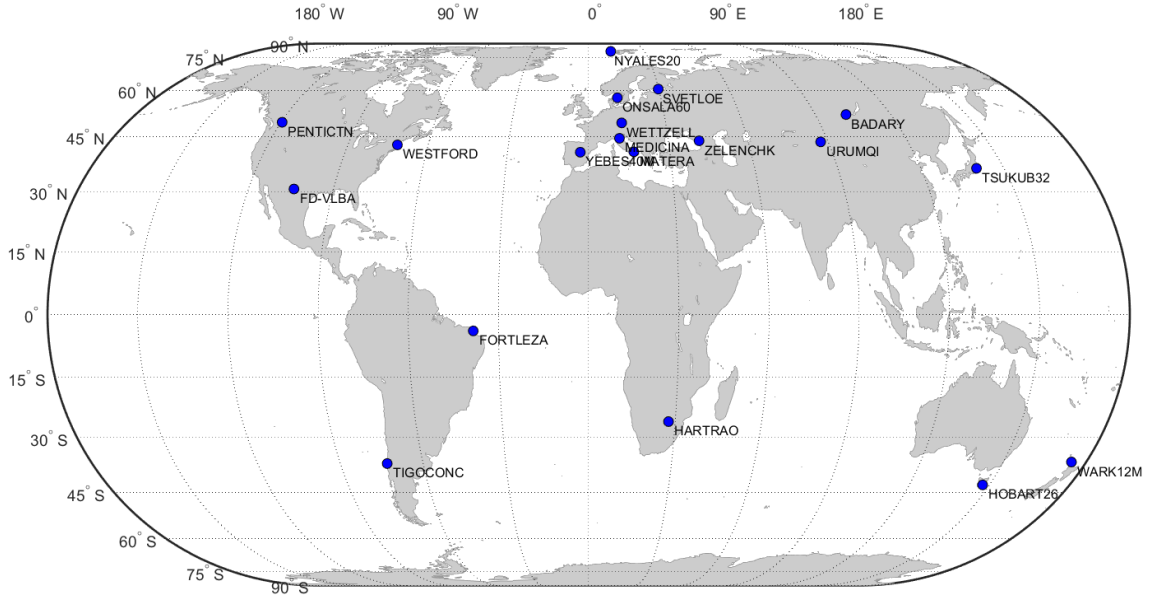 180° W 90° W 0° 90° E 180° E
90° N
75° N
NYALES20
60° N
SVETLOE
ONSALA60
BADARY
PENTICTN
WETTZELL
45° N
MEDICINA
ZELENCHK
URUMQI
WESTFORD
YEBES40M
MATERA
TSUKUB32
30° N
FD-VLBA
15° N
0°
FORTLEZA
15° S
HARTRAO
30° S
TIGOCONC
WARK12M
45° S
HOBART26
60° S
75° S
90° S